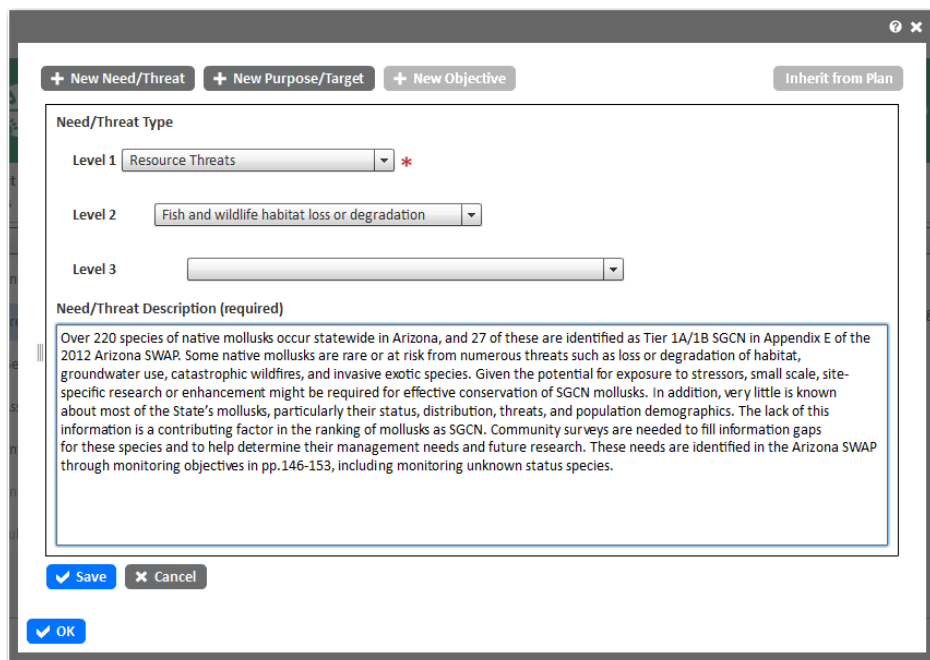 New Need/Threat New Purpose/Target New Objective Inherit from Plan
Need/Threat Type
Level 1 Resource Threats *
Level 2 Fish and wildlife habitat loss or degradation
Level 3
Need/Threat Description (required)
Over 220 species of native mollusks occur statewide in Arizona, and 27 of these are identified as Tier 1A/1B SGCN in Appendix E of the
2012 Arizona SWAP. Some native mollusks are rare or at risk from numerous threats such as loss or degradation of habitat,
groundwater use, catastrophic wildfires, and invasive exotic species. Given the potential for exposure to stressors, small scale, site-
specific research or enhancement might be required for effective conservation of SGCN mollusks. In addition, very little is known
about most of the State's mollusks, particularly their status, distribution, threats, and population demographics. The lack of this
information is a contributing factor in the ranking of mollusks as SGCN. Community surveys are needed to fill information gaps
for these species and to help determine their management needs and future research. These needs are identified in the Arizona SWAP
through monitoring objectives in pp.146-153, including monitoring unknown status species.
Save Cancel
OK